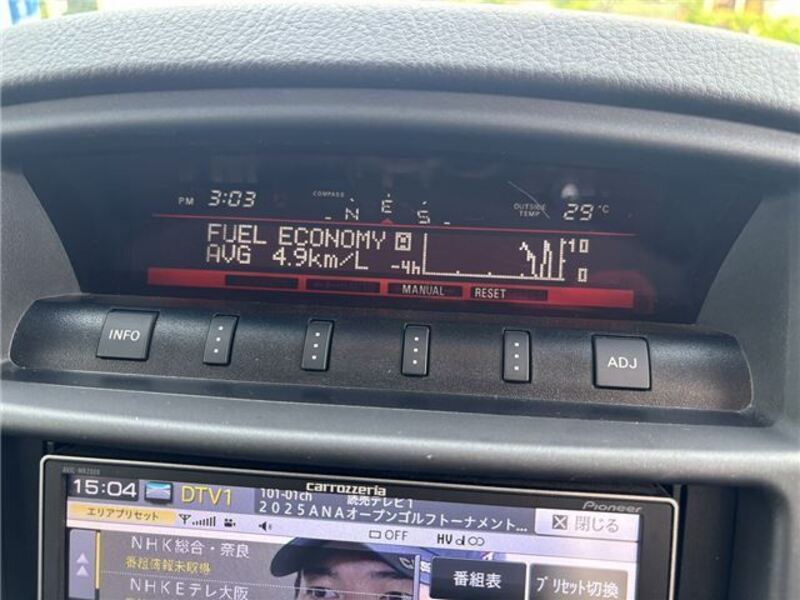 PM 3:03
COMPASS
N E S
OUTSIDE TEMP 29°C
FUEL ECONOMY
AVG 4.9km/L
-4h
10
0
MANUAL
RESET
INFO
ADJ
carrozzeria
Pioneer
15:04
DTV1
101-01ch
読売テレビ1
2025ANAオープンゴルフトーナメント...
閉じる
エリアプリセット
OFF
HV
NHK総合・奈良
番組情報未取得
NHKEテレ大阪
番組表
プリセット切換